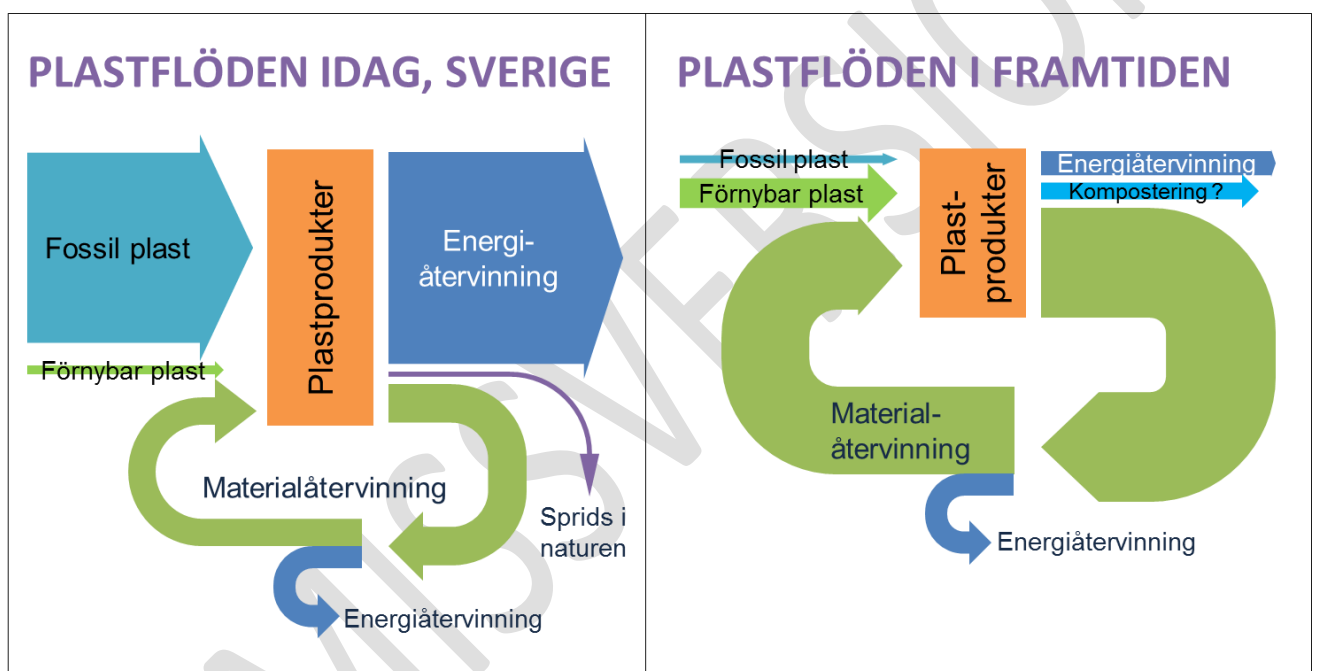 PLASTFLÖDEN IDAG, SVERIGE
Fossil plast
Förnybar plast
Plastprodukter
Energi-
återvinning
Materialåtervinning
Sprids i
naturen
Energiåtervinning
PLASTFLÖDEN I FRAMTIDEN
Fossil plast
Förnybar plast
Plast-
produkter
Energiåtervinning
Kompostering ?
Material-
återvinning
Energiåtervinning
MISSVERSION